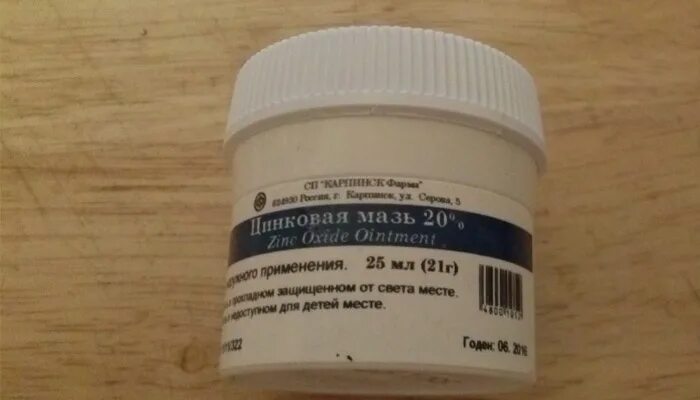 СП "КАРПИНСК Фарма"
624930 Россия, г. Карпинск, ул. Серова, 5
Цинковая мазь 20%
Zinc Oxide Ointment
применения. 25 мл (21г)
прохладном защищенном от света месте.
недоступном для детей месте.
Годен: 06. 2016